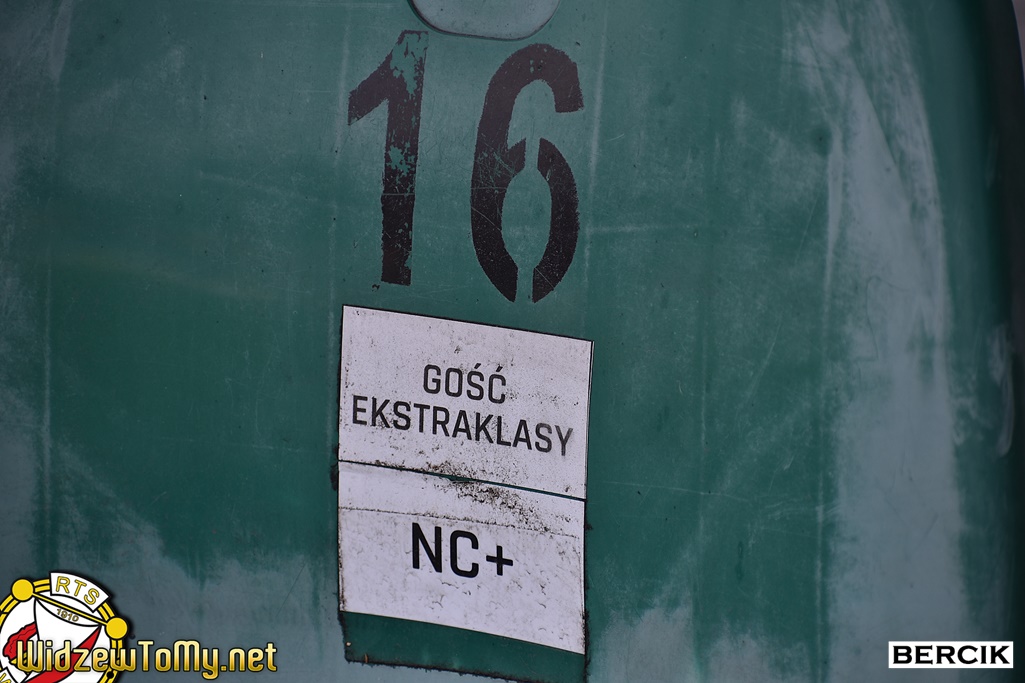 16
GOŚĆ
EKSTRAKLASY
NC+
RTS
1910
WidzewToMy.net
BERCIK